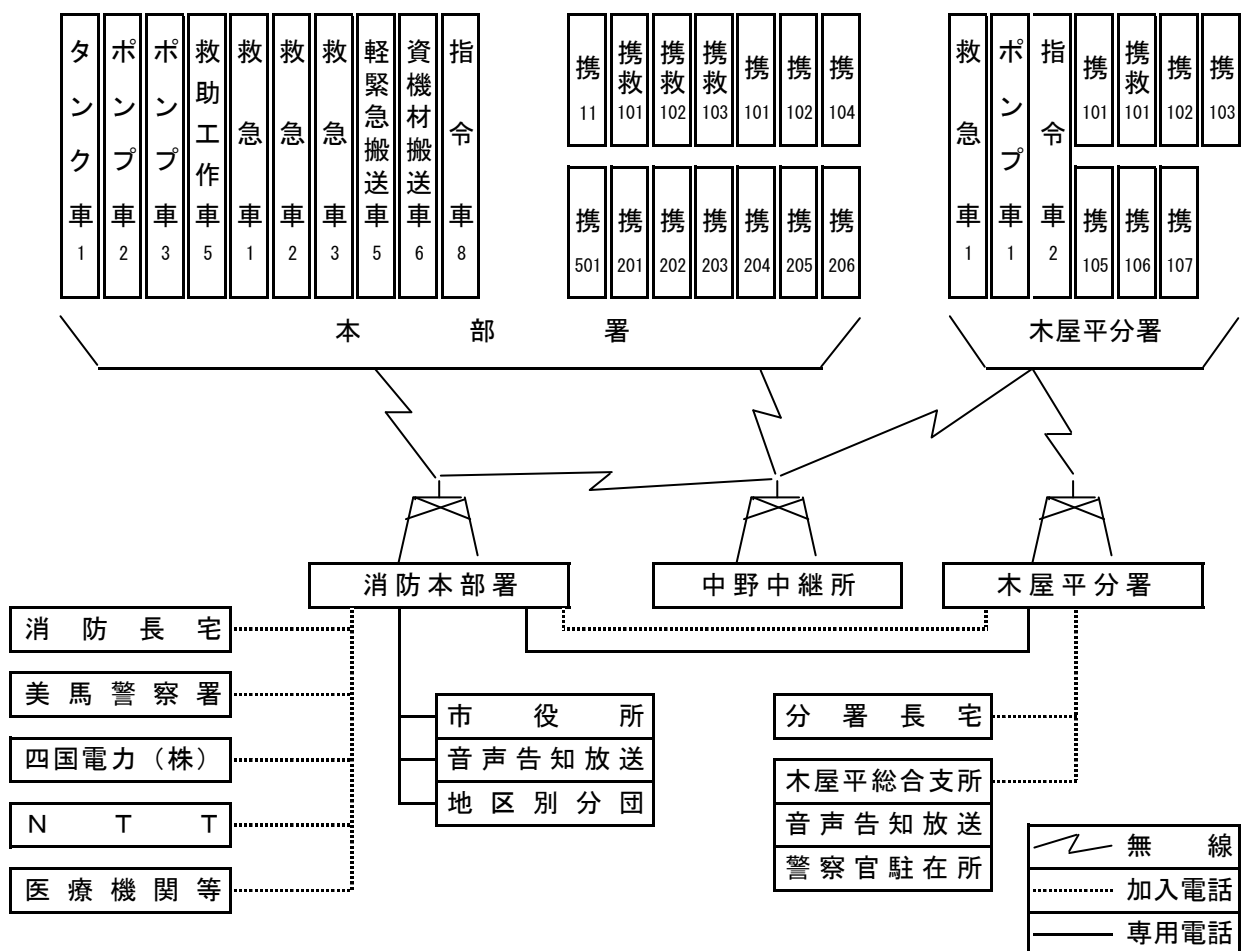 タンク車1
ポンプ車2
ポンプ車3
救助工作車5
救急車1
救急車2
救急車3
軽緊急搬送車5
資機材搬送車6
指令車8
携11
携救101
携救102
携救103
携101
携102
携104
携501
携201
携202
携203
携204
携205
携206
救急車1
ポンプ車1
指令車2
携101
携救101
携102
携103
携105
携106
携107
本部署
木屋平分署
消防本部署
中野中継所
木屋平分署
消防長宅
美馬警察署
四国電力（株）
NTT
医療機関等
市役所
音声告知放送
地区別分団
分署長宅
木屋平総合支所
音声告知放送
警察官駐在所
無線
加入電話
専用電話